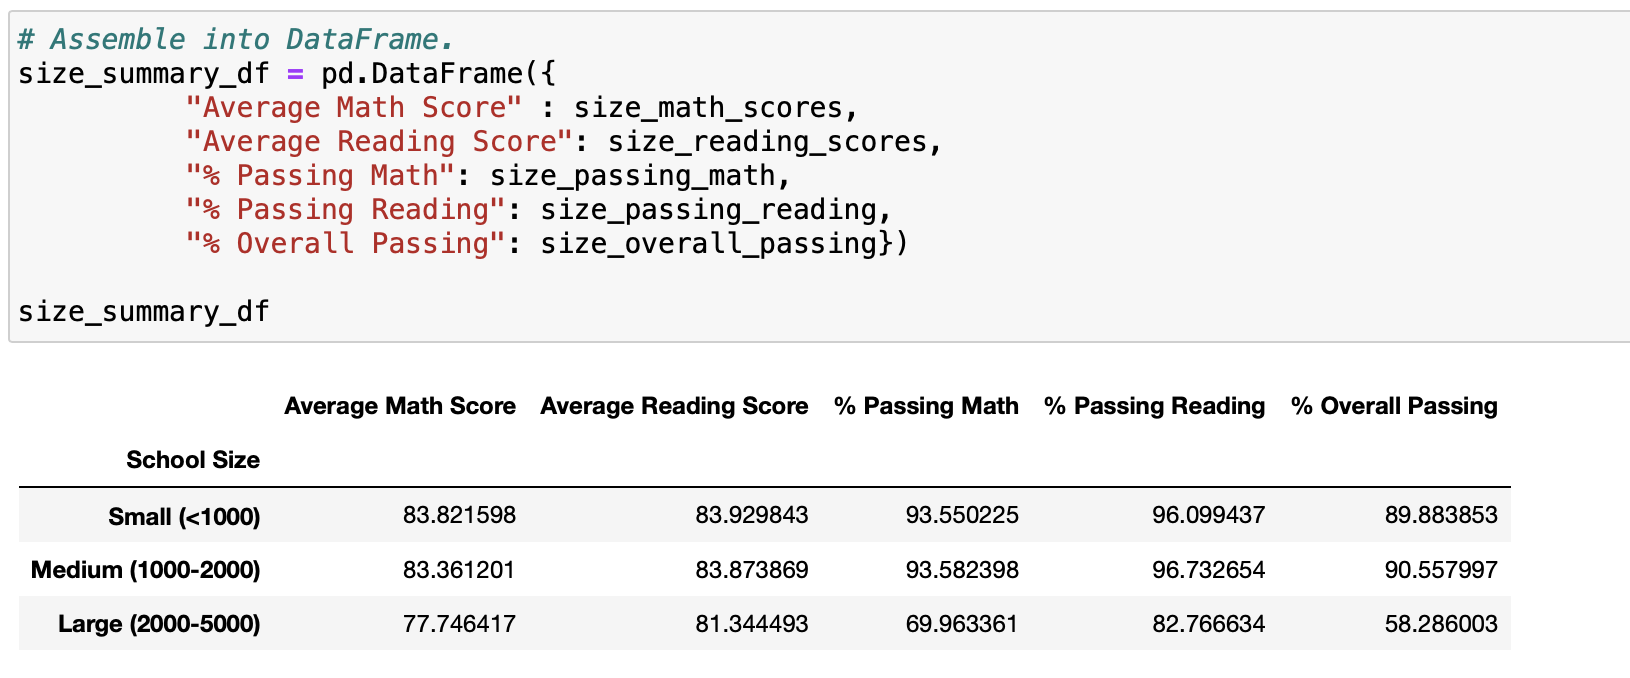 # Assemble into DataFrame.
size_summary_df = pd.DataFrame({
"Average Math Score" : size_math_scores,
"Average Reading Score": size_reading_scores,
"% Passing Math": size_passing_math,
"% Passing Reading": size_passing_reading,
"% Overall Passing": size_overall_passing})
size_summary_df
Average Math Score Average Reading Score % Passing Math % Passing Reading % Overall Passing
School Size
Small (<1000) 83.821598 83.929843 93.550225 96.099437 89.883853
Medium (1000-2000) 83.361201 83.873869 93.582398 96.732654 90.557997
Large (2000-5000) 77.746417 81.344493 69.963361 82.766634 58.286003